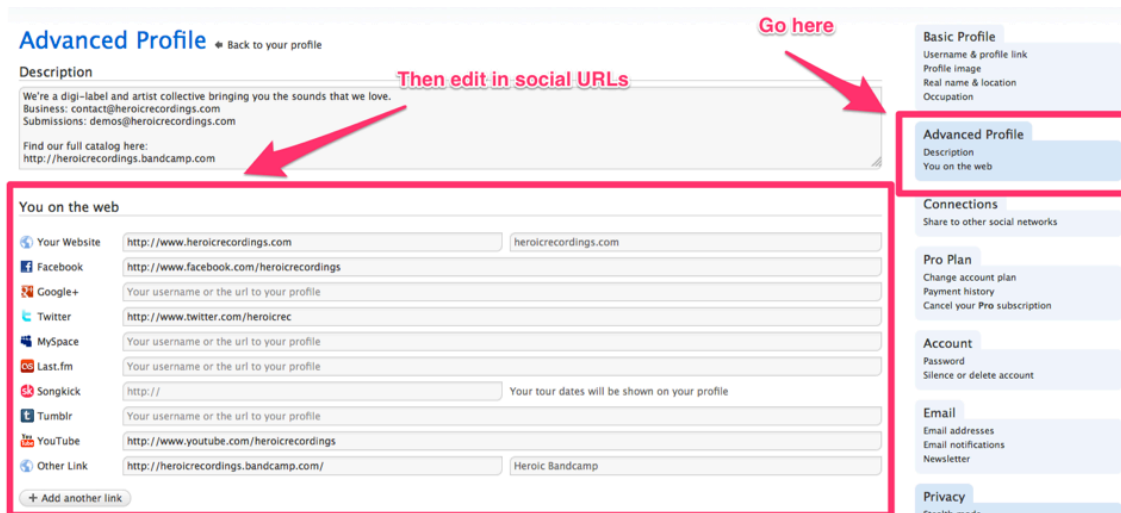 Advanced Profile Back to your profile
Go here
Description
Then edit in social URLs
We're a digi-label and artist collective bringing you the sounds that we love.
Business: contact@heroicrecordings.com
Submissions: demos@heroicrecordings.com
Find our full catalog here:
http://heroicrecordings.bandcamp.com
You on the web
Your Website http://www.heroicrecordings.com heroicrecordings.com
Facebook http://www.facebook.com/heroicrecordings
Google+ Your username or the url to your profile
Twitter http://www.twitter.com/heroicrec
MySpace Your username or the url to your profile
Last.fm Your username or the url to your profile
Songkick http:// Your tour dates will be shown on your profile
Tumblr Your username or the url to your profile
YouTube http://www.youtube.com/heroicrecordings
Other Link http://heroicrecordings.bandcamp.com/ Heroic Bandcamp
+ Add another link
Basic Profile
Username & profile link
Profile image
Real name & location
Occupation
Advanced Profile
Description
You on the web
Connections
Share to other social networks
Pro Plan
Change account plan
Payment history
Cancel your Pro subscription
Account
Password
Silence or delete account
Email
Email addresses
Email notifications
Newsletter
Privacy